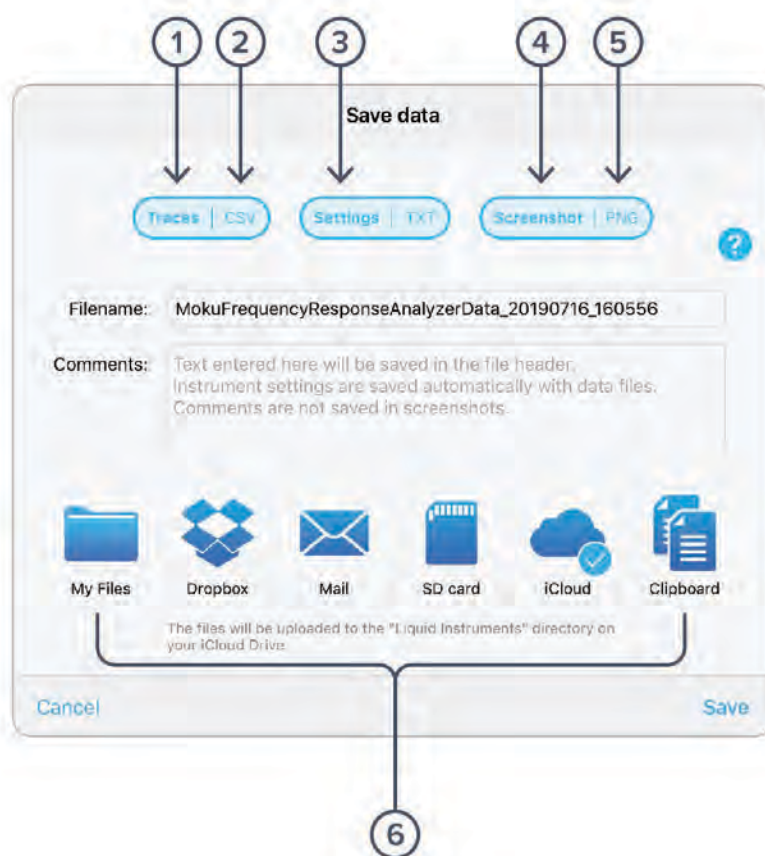 1 2 3 4 5
Save data
Traces | CSV Settings | TXT Screenshot | PNG
?
Filename: MokuFrequencyResponseAnalyzerData_20190716_160556
Comments: Text entered here will be saved in the file header.
Instrument settings are saved automatically with data files.
Comments are not saved in screenshots.
My Files Dropbox Mail SD card iCloud Clipboard
The files will be uploaded to the "Liquid Instruments" directory on
your iCloud Drive.
Cancel Save
6